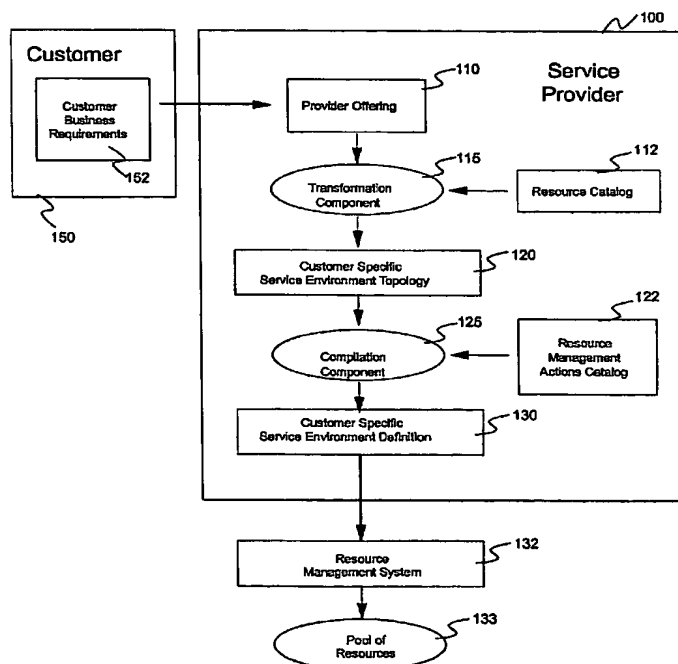 100
Customer
Customer
Business
Requirements
152
150
Service
Provider
110
Provider Offering
115
Transformation
Component
112
Resource Catalog
120
Customer Specific
Service Environment Topology
125
Compilation
Component
122
Resource
Management
Actions Catalog
130
Customer Specific
Service Environment Definition
132
Resource
Management System
133
Pool of
Resources